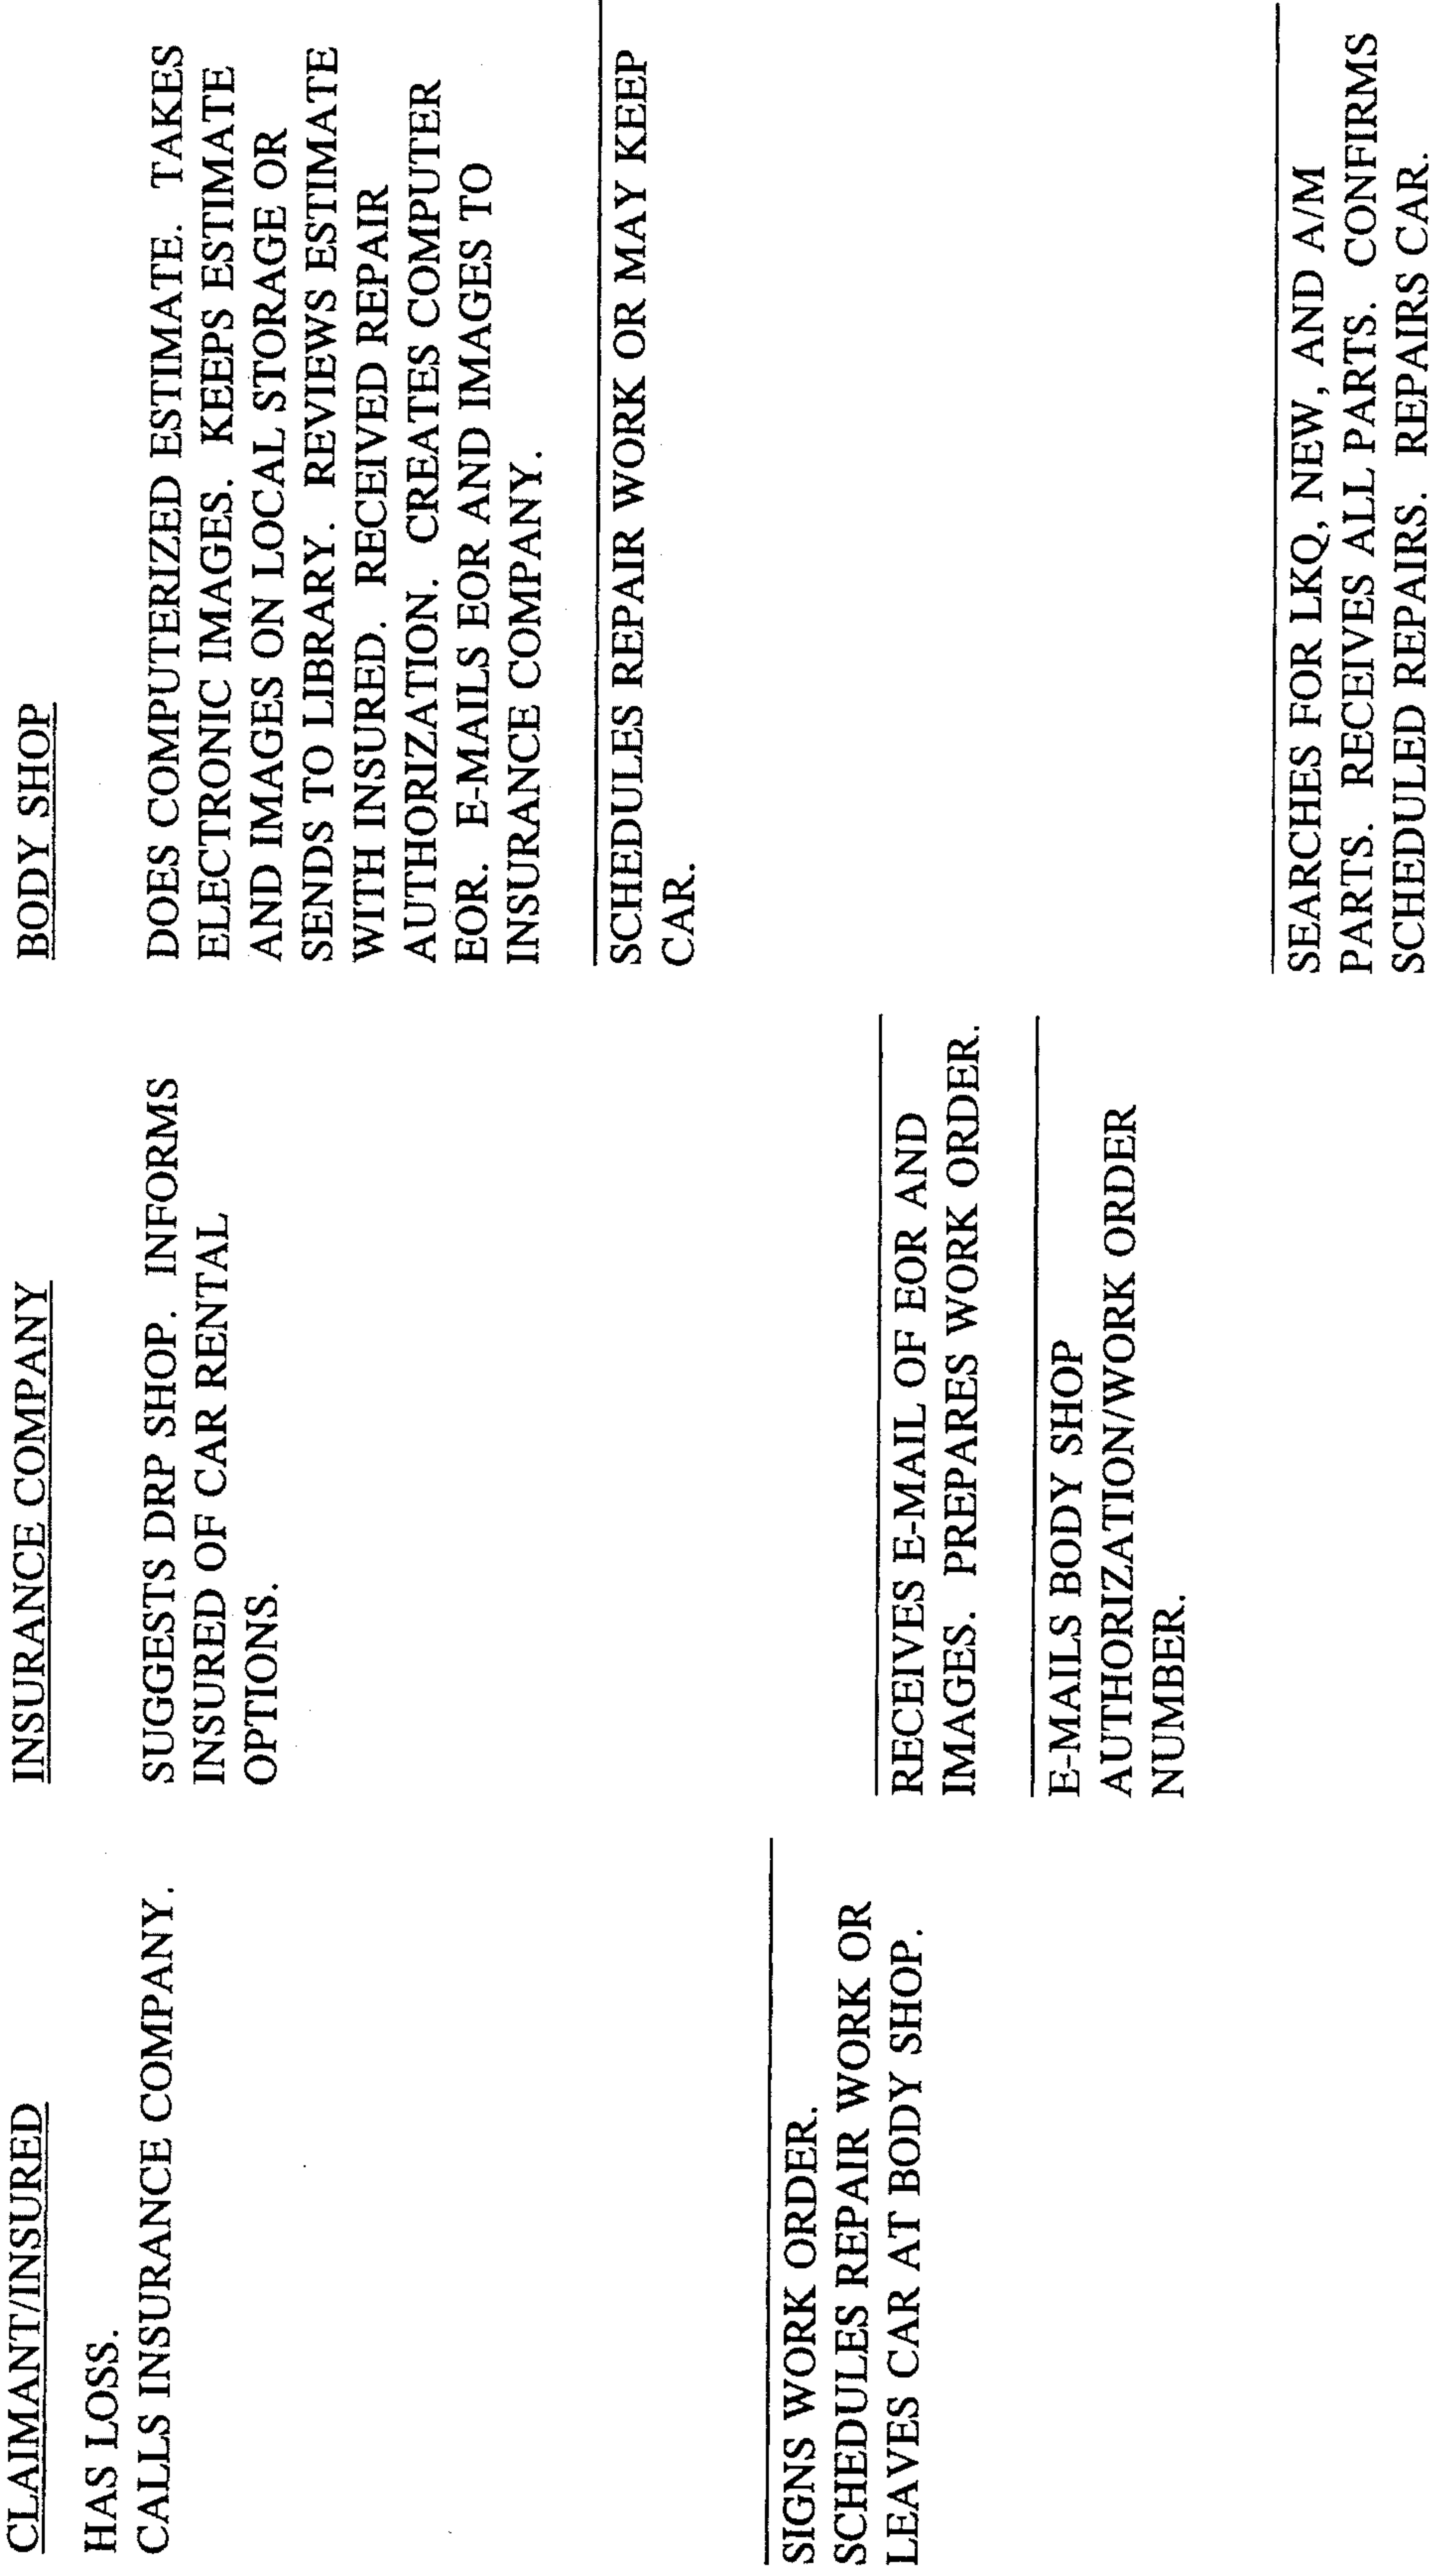 CLAIMANT/INSURED
HAS LOSS.
CALLS INSURANCE COMPANY.
SIGNS WORK ORDER.
SCHEDULES REPAIR WORK OR
LEAVES CAR AT BODY SHOP.
INSURANCE COMPANY
SUGGESTS DRP SHOP. INFORMS
INSURED OF CAR RENTAL
OPTIONS.
RECEIVES E-MAIL OF EOR AND
IMAGES. PREPARES WORK ORDER.
E-MAILS BODY SHOP
AUTHORIZATION/WORK ORDER
NUMBER.
BODY SHOP
DOES COMPUTERIZED ESTIMATE. TAKES
ELECTRONIC IMAGES. KEEPS ESTIMATE
AND IMAGES ON LOCAL STORAGE OR
SENDS TO LIBRARY. REVIEWS ESTIMATE
WITH INSURED. RECEIVED REPAIR
AUTHORIZATION. CREATES COMPUTER
EOR. E-MAILS EOR AND IMAGES TO
INSURANCE COMPANY.
SCHEDULES REPAIR WORK OR MAY KEEP
CAR.
SEARCHES FOR LKQ, NEW, AND A/M
PARTS. RECEIVES ALL PARTS. CONFIRMS
SCHEDULED REPAIRS. REPAIRS CAR.